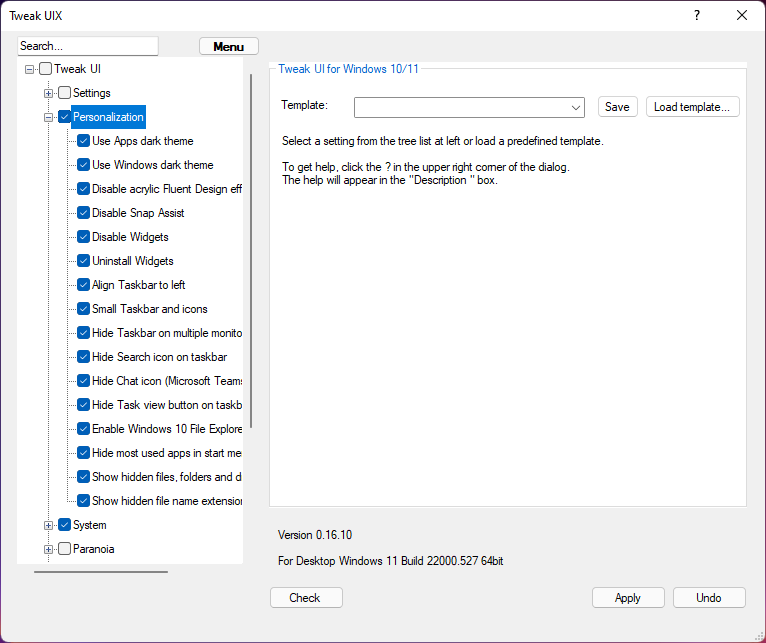 Tweak UIX
?
Search...
Menu
Tweak UI
Settings
Personalization
Use Apps dark theme
Use Windows dark theme
Disable acrylic Fluent Design eff
Disable Snap Assist
Disable Widgets
Uninstall Widgets
Align Taskbar to left
Small Taskbar and icons
Hide Taskbar on multiple monito
Hide Search icon on taskbar
Hide Chat icon (Microsoft Teams
Hide Task view button on taskb
Enable Windows 10 File Explore
Hide most used apps in start me
Show hidden files, folders and d
Show hidden file name extension
System
Paranoia
Tweak UI for Windows 10/11
Template:
Save
Load template...
Select a setting from the tree list at left or load a predefined template.
To get help, click the ? in the upper right corner of the dialog.
The help will appear in the "Description " box.
Version 0.16.10
For Desktop Windows 11 Build 22000.527 64bit
Check
Apply
Undo